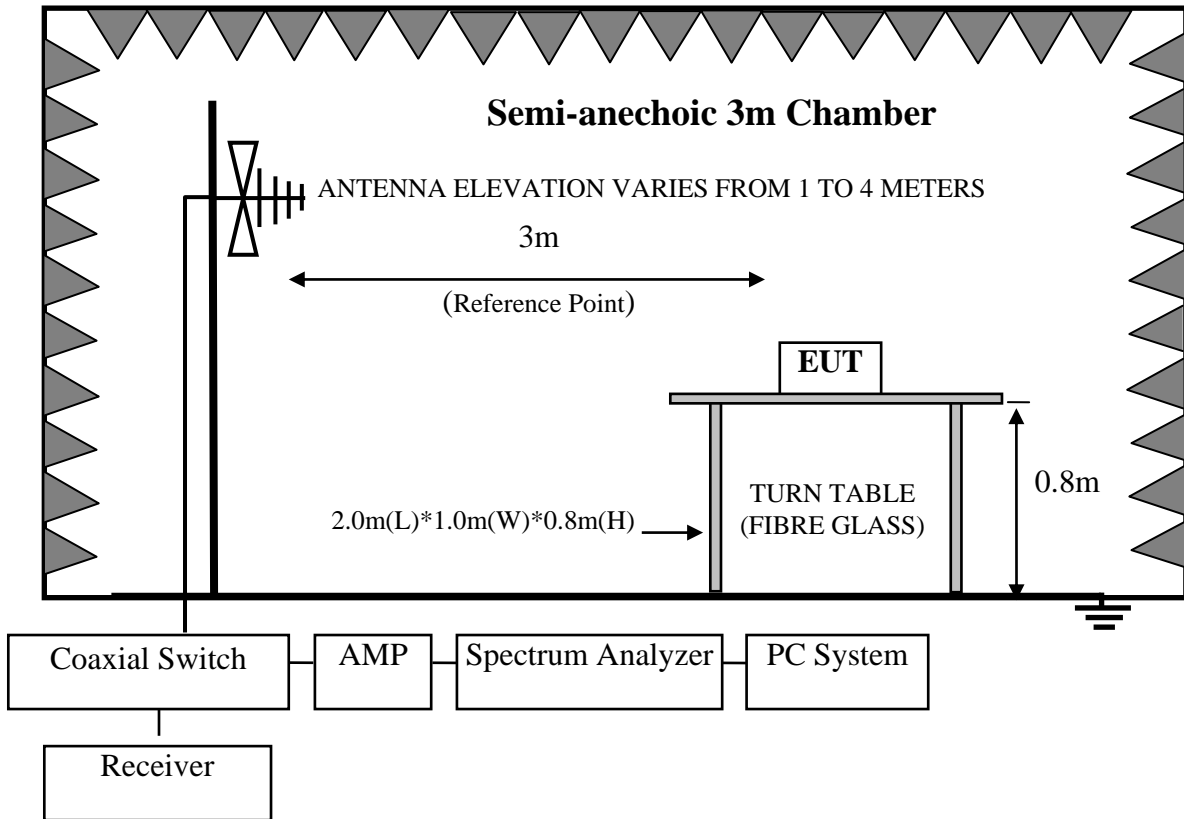 Semi-anechoic 3m Chamber
ANTENNA ELEVATION VARIES FROM 1 TO 4 METERS
3m
(Reference Point)
EUT
0.8m
TURN TABLE
(FIBRE GLASS)
2.0m(L)*1.0m(W)*0.8m(H)
Coaxial Switch
AMP
Spectrum Analyzer
PC System
Receiver